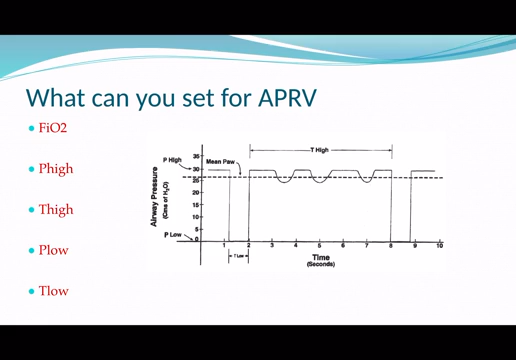 What can you set for APRV
FiO2
Phigh
Thigh
Plow
Tlow
T High
P High
Mean Paw
35
30
25
20
15
10
5
0
Airway Pressure
(Cms of H2O)
P Low
1 2 3 4 5 6 7 8 9 10
T Low
Time
(Seconds)